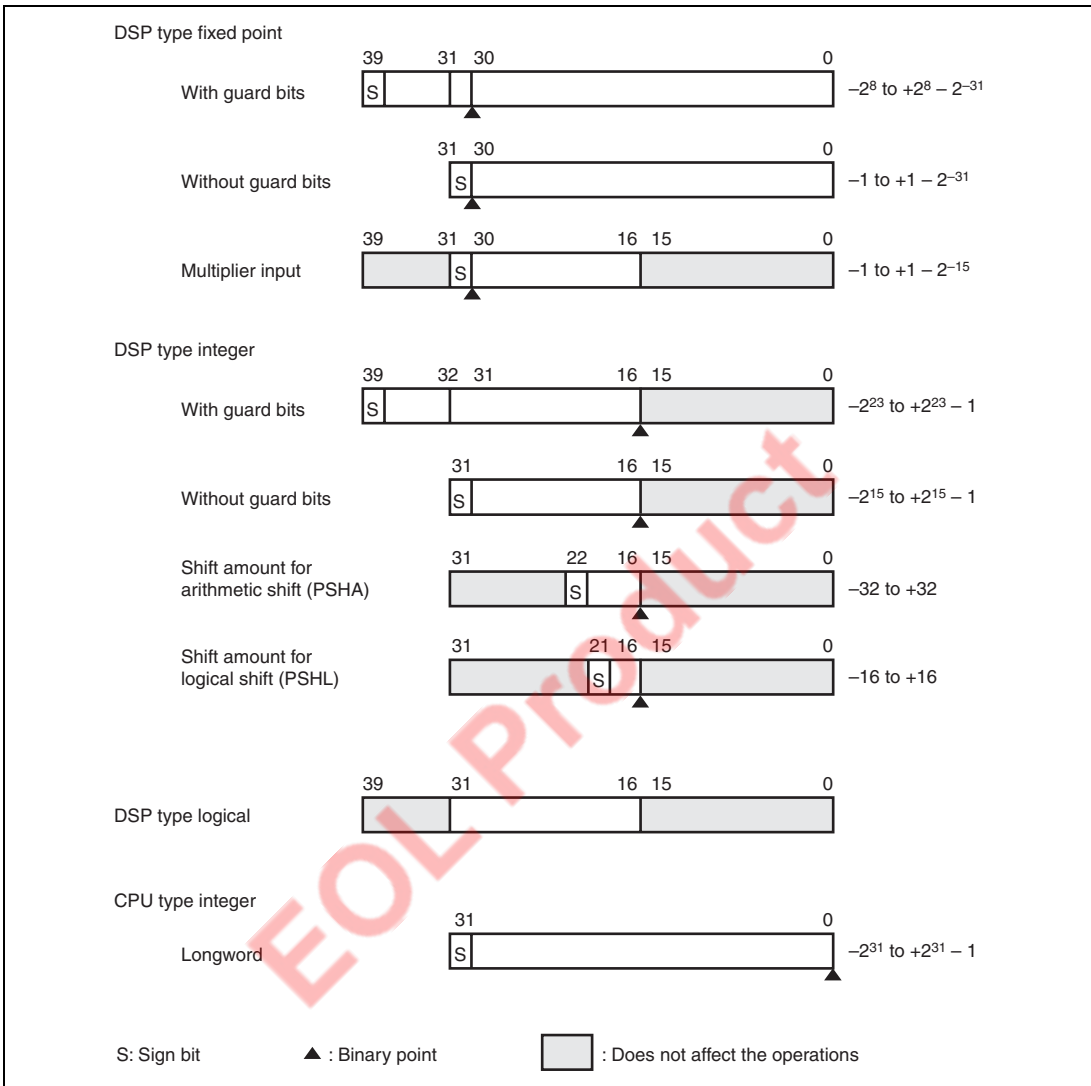 DSP type fixed point
39 31 30 0
With guard bits S –2⁸ to +2⁸ – 2⁻³¹
31 30 0
Without guard bits S –1 to +1 – 2⁻³¹
39 31 30 16 15 0
Multiplier input S –1 to +1 – 2⁻¹⁵
DSP type integer
39 32 31 16 15 0
With guard bits S –2²³ to +2²³ – 1
31 16 15 0
Without guard bits S –2¹⁵ to +2¹⁵ – 1
31 22 16 15 0
Shift amount for
arithmetic shift (PSHA) S –32 to +32
31 21 16 15 0
Shift amount for
logical shift (PSHL) S –16 to +16
39 31 16 15 0
DSP type logical
CPU type integer
31 0
Longword S –2³¹ to +2³¹ – 1
S: Sign bit ▲ : Binary point : Does not affect the operations
EOL Product